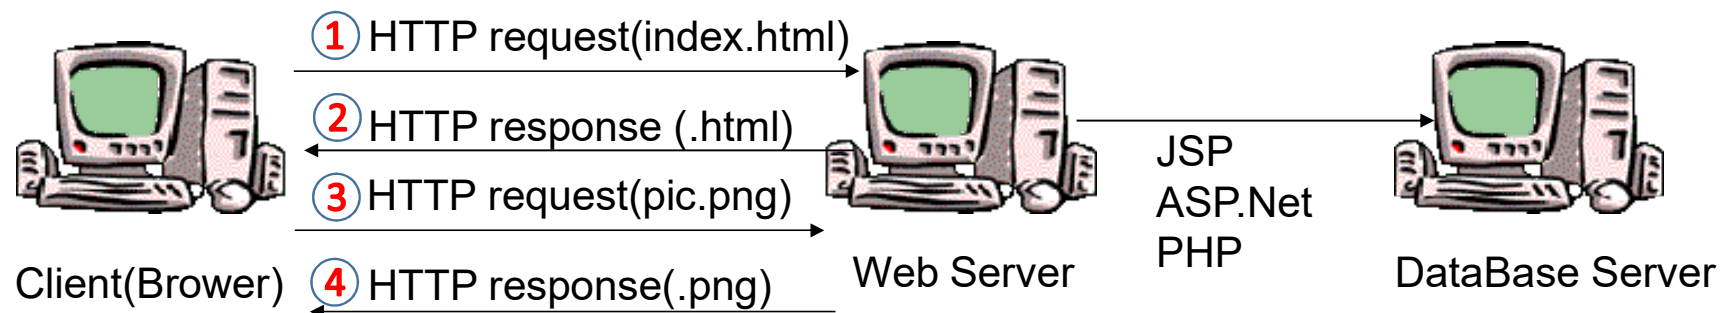 1 HTTP request(index.html)
2 HTTP response (.html)
3 HTTP request(pic.png)
4 HTTP response(.png)
Client(Brower)
Web Server
JSP
ASP.Net
PHP
DataBase Server